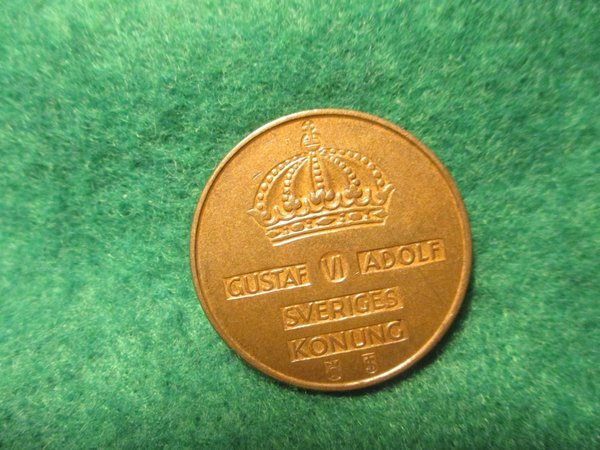 GUSTAF VI ADOLF
SVERIGES
KONUNG